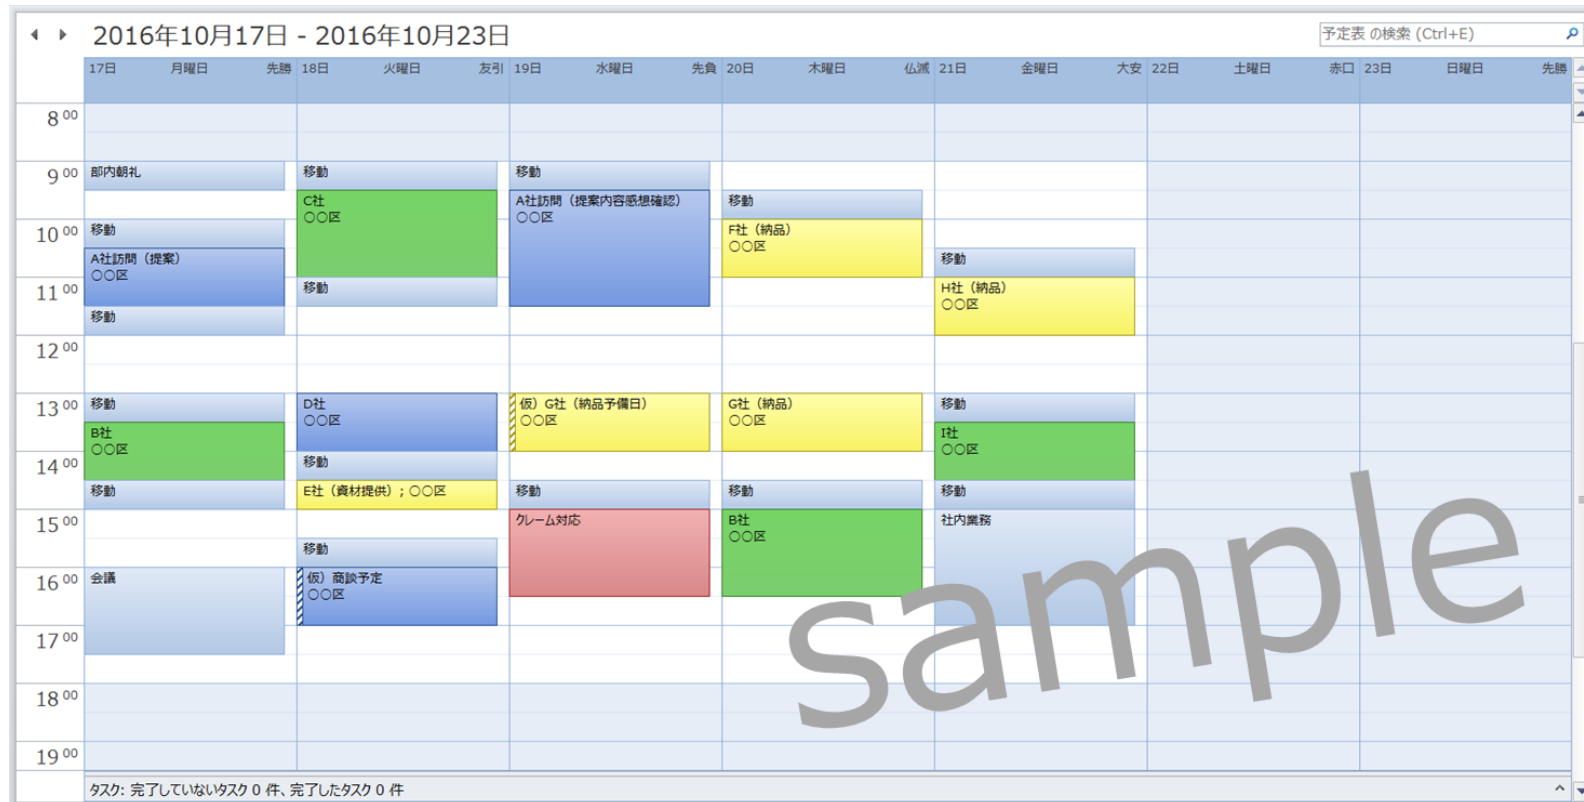 2016年10月17日 - 2016年10月23日
予定表 の検索 (Ctrl+E)
17日 月曜日 先勝 18日 火曜日 友引 19日 水曜日 先負 20日 木曜日 仏滅 21日 金曜日 大安 22日 土曜日 赤口 23日 日曜日 先勝
8 00
9 00
10 00
11 00
12 00
13 00
14 00
15 00
16 00
17 00
18 00
19 00
部内朝礼
移動
A社訪問（提案）
〇〇区
移動
移動
B社
〇〇区
移動
会議
移動
C社
〇〇区
移動
D社
〇〇区
移動
E社（資材提供）; 〇〇区
移動
仮）商談予定
〇〇区
移動
A社訪問（提案内容感想確認）
〇〇区
仮）G社（納品予備日）
〇〇区
移動
クレーム対応
移動
F社（納品）
〇〇区
G社（納品）
〇〇区
移動
B社
〇〇区
移動
H社（納品）
〇〇区
移動
I社
〇〇区
移動
社内業務
sample
タスク: 完了していないタスク 0 件、完了したタスク 0 件